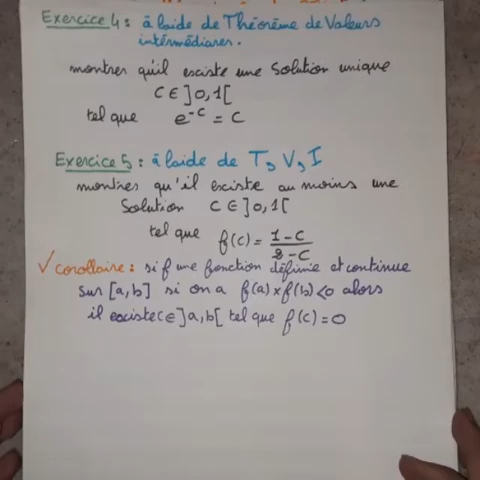 Exercice 4 : à l'aide de Théorème de Valeurs
intérmédiares.
montres qu'il existe une Solution unique
C ∈ ]0,1[
tel que e^-C = C
Exercice 5 : à l'aide de T, V, I
montres qu'il existe au moins une
Solution C ∈ ]0,1[
tel que f(c) = (1-C)/(2-C)
✓ Corollaire : si f une fonction définie et continue
sur [a,b] si on a f(a) x f(b) < 0 alors
il existe C ∈ ]a,b[ tel que f(c) = 0